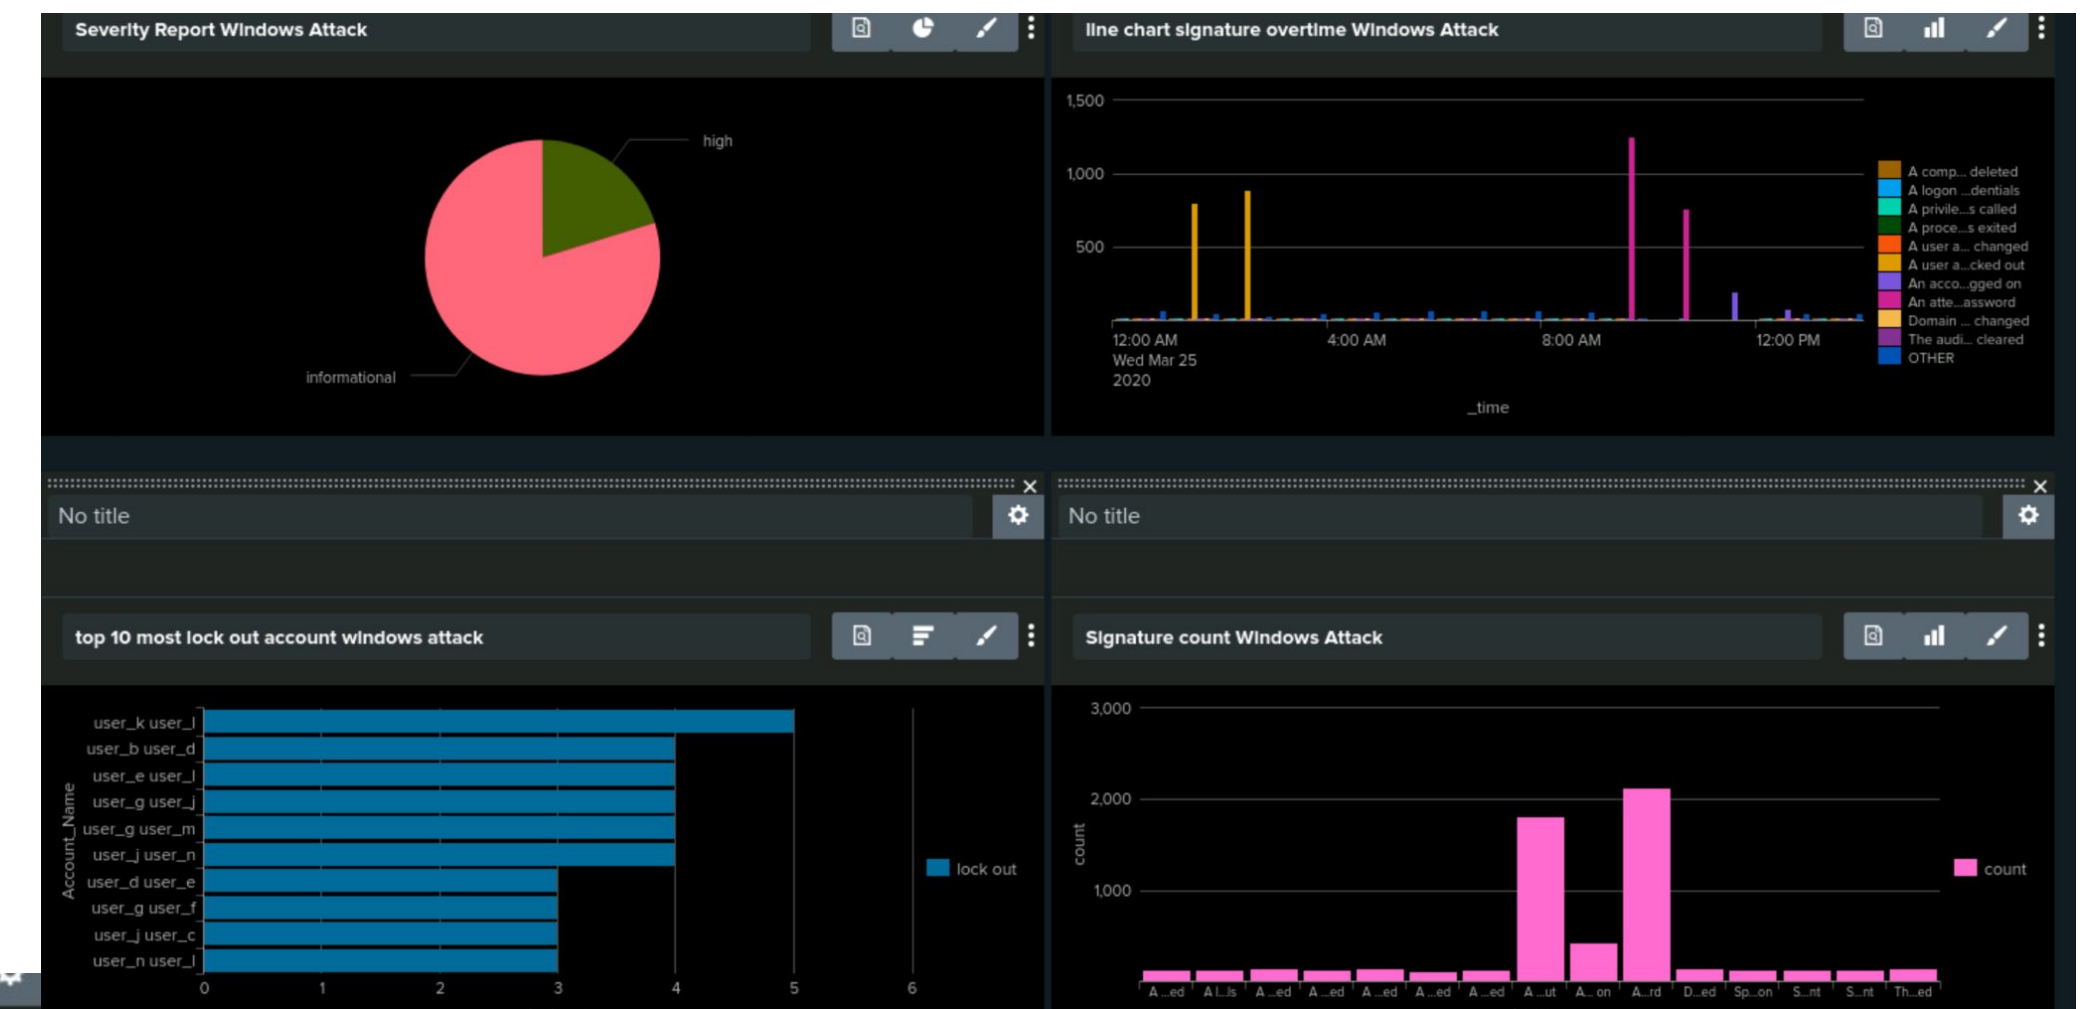 Severity Report Windows Attack
high
informational
line chart signature overtime Windows Attack
1,500
1,000
500
12:00 AM
Wed Mar 25
2020
4:00 AM
8:00 AM
12:00 PM
_time
A comp... deleted
A logon ...dentials
A privile...s called
A proce...s exited
A user a... changed
A user a...cked out
An acco...gged on
An atte...assword
Domain ... changed
The audi... cleared
OTHER
No title
No title
top 10 most lock out account windows attack
Account_Name
user_k user_l
user_b user_d
user_e user_l
user_g user_j
user_g user_m
user_j user_n
user_d user_e
user_g user_f
user_j user_c
user_n user_l
0 1 2 3 4 5 6
lock out
Signature count Windows Attack
3,000
2,000
1,000
count
A ...ed A l...ls A ...ed A ...ed A ...ed A ...ed A ...ed A ...ut A... on A...rd D...ed Sp...on S...nt S...nt Th...ed
count